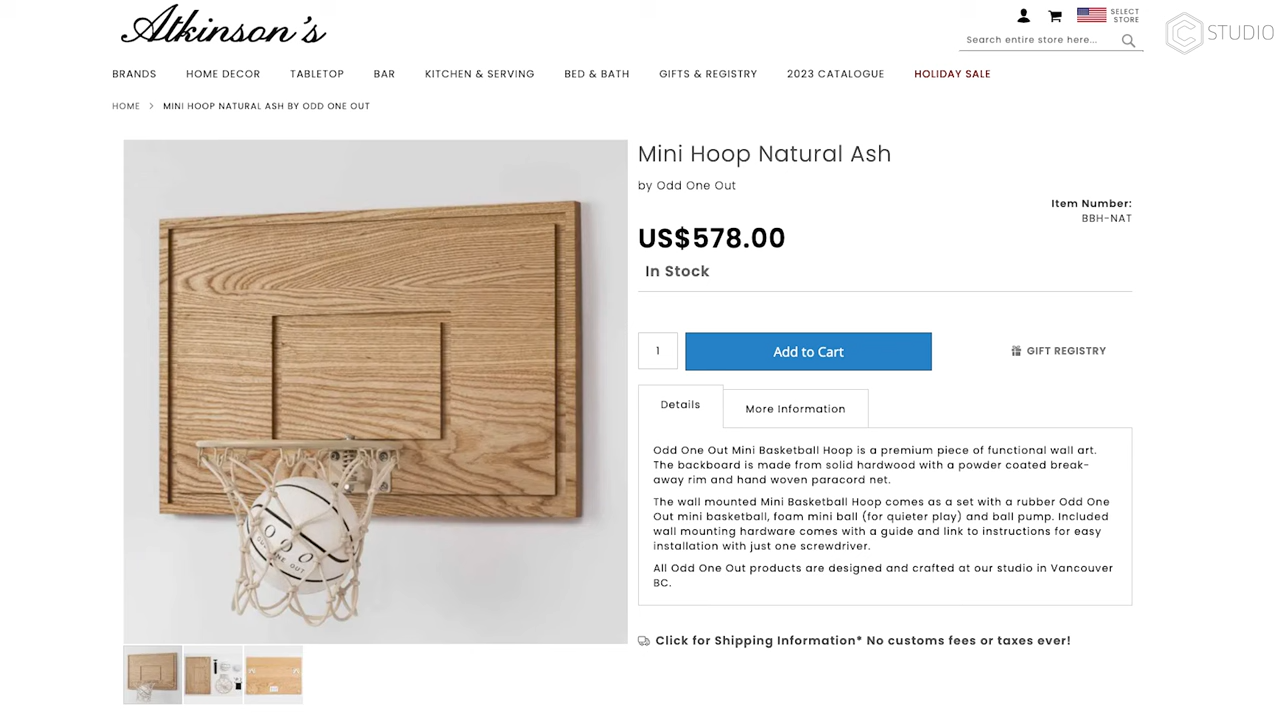 Atkinson's
SELECT
STORE
Search entire store here...
STUDIO
BRANDS HOME DECOR TABLETOP BAR KITCHEN & SERVING BED & BATH GIFTS & REGISTRY 2023 CATALOGUE HOLIDAY SALE
HOME > MINI HOOP NATURAL ASH BY ODD ONE OUT
Mini Hoop Natural Ash
by Odd One Out
Item Number:
BBH-NAT
US$578.00
In Stock
1
Add to Cart
GIFT REGISTRY
Details
More Information
Odd One Out Mini Basketball Hoop is a premium piece of functional wall art.
The backboard is made from solid hardwood with a powder coated break-
away rim and hand woven paracord net.
The wall mounted Mini Basketball Hoop comes as a set with a rubber Odd One
Out mini basketball, foam mini ball (for quieter play) and ball pump. Included
wall mounting hardware comes with a guide and link to instructions for easy
installation with just one screwdriver.
All Odd One Out products are designed and crafted at our studio in Vancouver
BC.
Click for Shipping Information* No customs fees or taxes ever!
OOO
ONE OUT